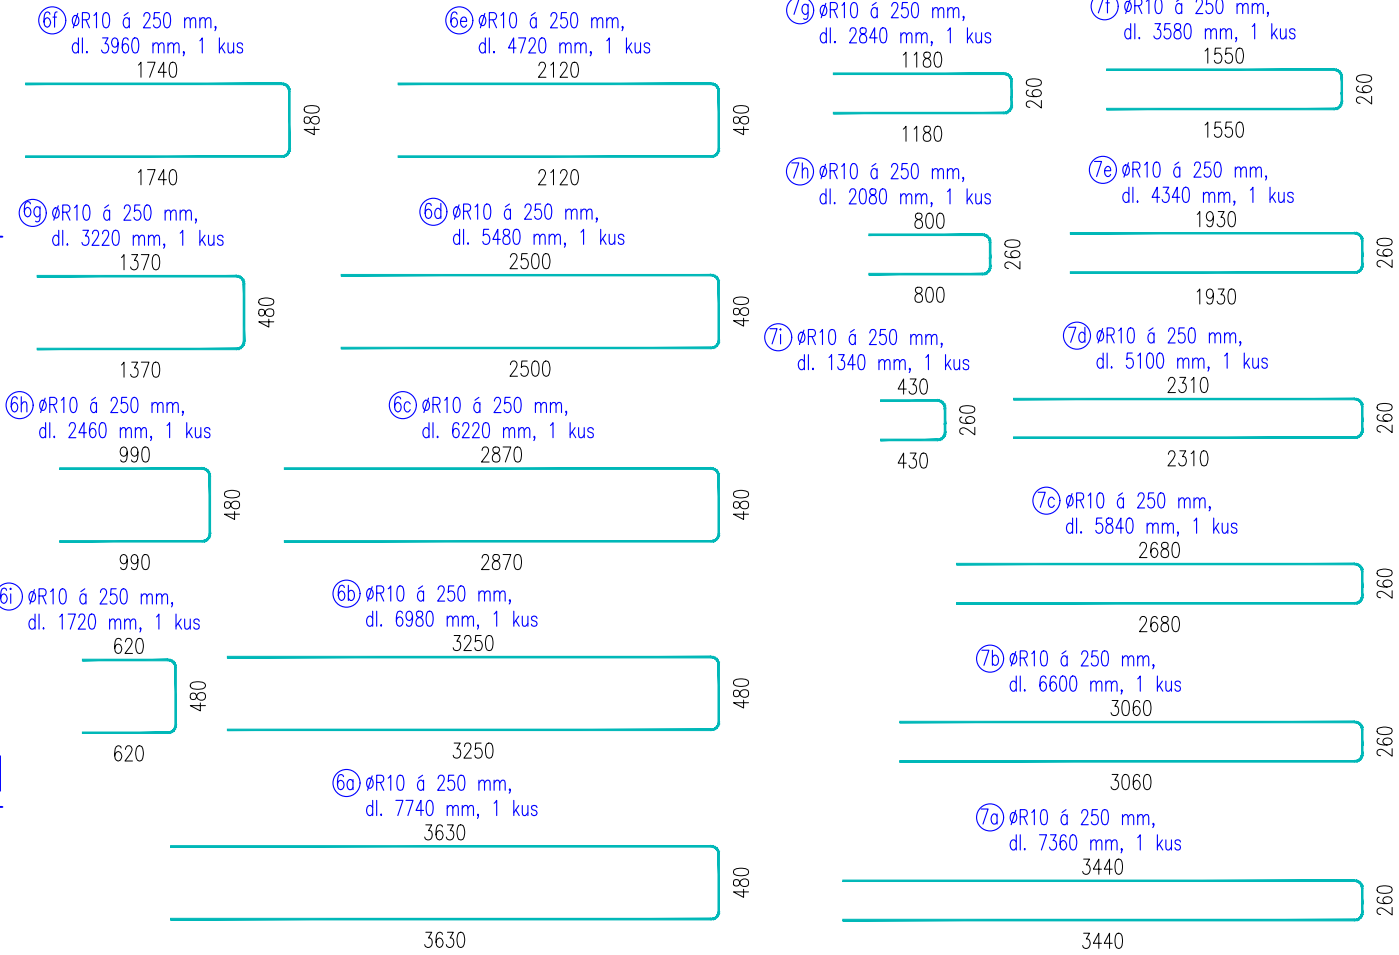 6f øR10 á 250 mm,
dl. 3960 mm, 1 kus
1740
480
1740
6e øR10 á 250 mm,
dl. 4720 mm, 1 kus
2120
480
2120
7g øR10 á 250 mm,
dl. 2840 mm, 1 kus
1180
260
1180
7f øR10 á 250 mm,
dl. 3580 mm, 1 kus
1550
260
1550
6g øR10 á 250 mm,
dl. 3220 mm, 1 kus
1370
480
1370
6d øR10 á 250 mm,
dl. 5480 mm, 1 kus
2500
480
2500
7h øR10 á 250 mm,
dl. 2080 mm, 1 kus
800
260
800
7e øR10 á 250 mm,
dl. 4340 mm, 1 kus
1930
260
1930
6h øR10 á 250 mm,
dl. 2460 mm, 1 kus
990
480
990
6c øR10 á 250 mm,
dl. 6220 mm, 1 kus
2870
480
2870
7i øR10 á 250 mm,
dl. 1340 mm, 1 kus
430
260
430
7d øR10 á 250 mm,
dl. 5100 mm, 1 kus
2310
260
2310
6i øR10 á 250 mm,
dl. 1720 mm, 1 kus
620
480
620
6b øR10 á 250 mm,
dl. 6980 mm, 1 kus
3250
480
3250
7c øR10 á 250 mm,
dl. 5840 mm, 1 kus
2680
260
2680
7b øR10 á 250 mm,
dl. 6600 mm, 1 kus
3060
260
3060
6a øR10 á 250 mm,
dl. 7740 mm, 1 kus
3630
480
3630
7a øR10 á 250 mm,
dl. 7360 mm, 1 kus
3440
260
3440